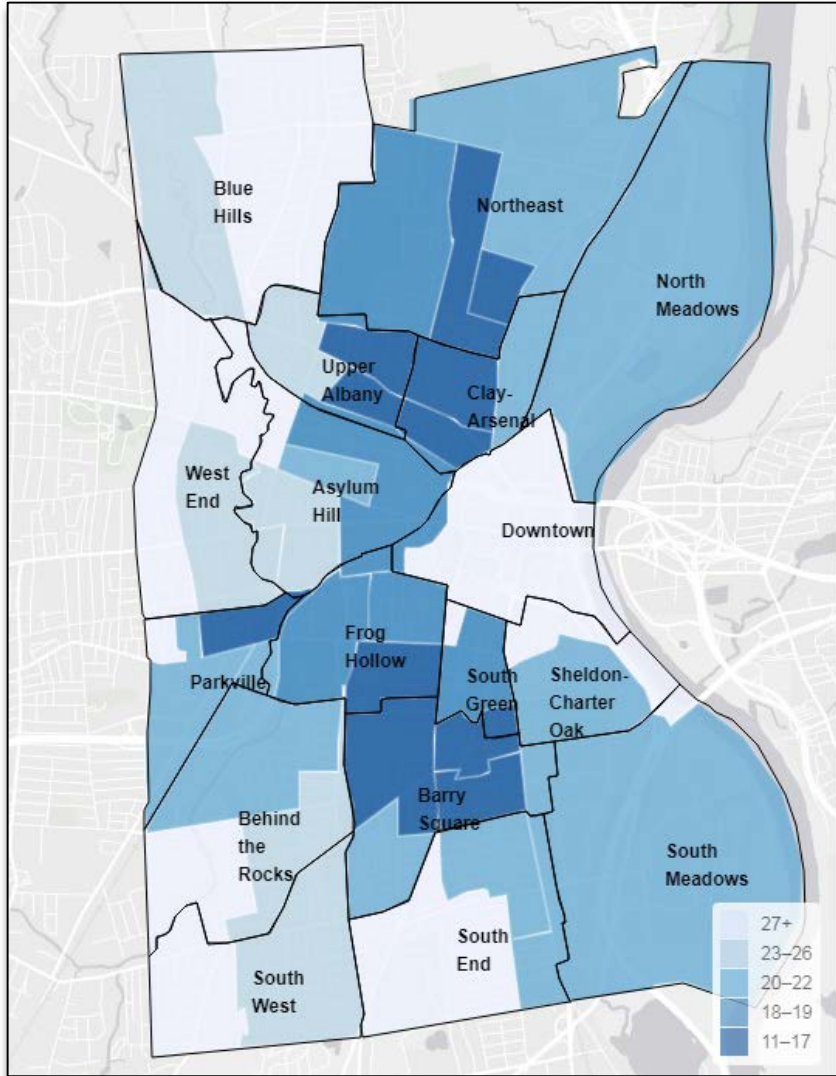 Blue
Hills
Northeast
North
Meadows
Upper
Albany
Clay-
Arsenal
West
End
Asylum
Hill
Downtown
Frog
Hollow
Parkville
South
Green
Sheldon-
Charter
Oak
Barry
Square
Behind
the
Rocks
South
Meadows
South
End
South
West
27+
23–26
20–22
18–19
11–17